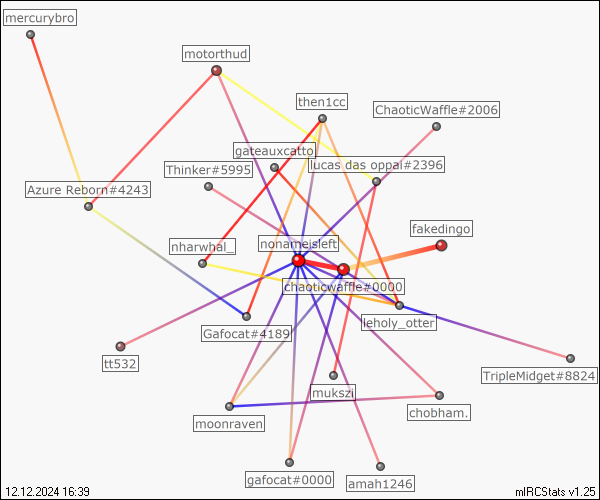 mercurybro
motorthud
then1cc
ChaoticWaffle#2006
gateauxcatto
lucas das oppai#2396
Thinker#5995
Azure Reborn#4243
fakedingo
nharwhal_
nonameisleft
chaoticwaffle#0000
Gafocat#4189
leholy_otter
tt532
TripleMidget#8824
mukszi
chobham.
moonraven
gafocat#0000
amah1246
12.12.2024 16:39
mIRCStats v1.25